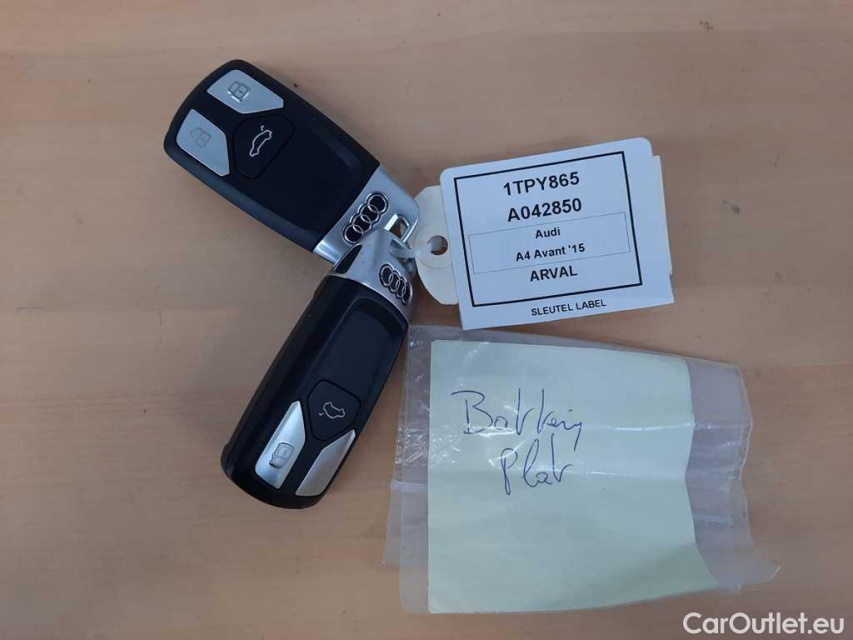 1TPY865
A042850
Audi
A4 Avant '15
ARVAL
SLEUTEL LABEL
Batterij
Plat
CarOutlet.eu